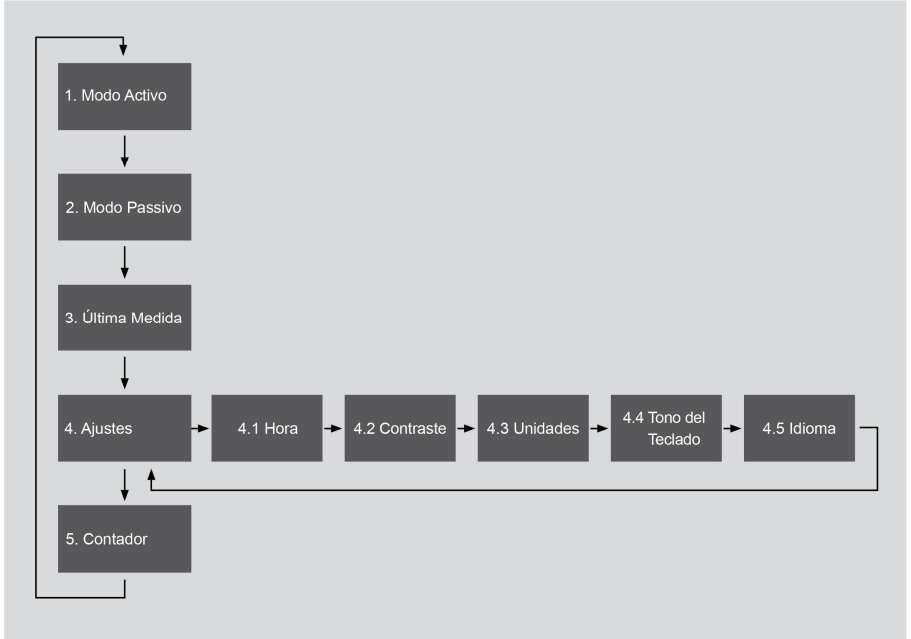 1. Modo Activo
2. Modo Passivo
3. Última Medida
4. Ajustes
4.1 Hora
4.2 Contraste
4.3 Unidades
4.4 Tono del
Teclado
4.5 Idioma
5. Contador